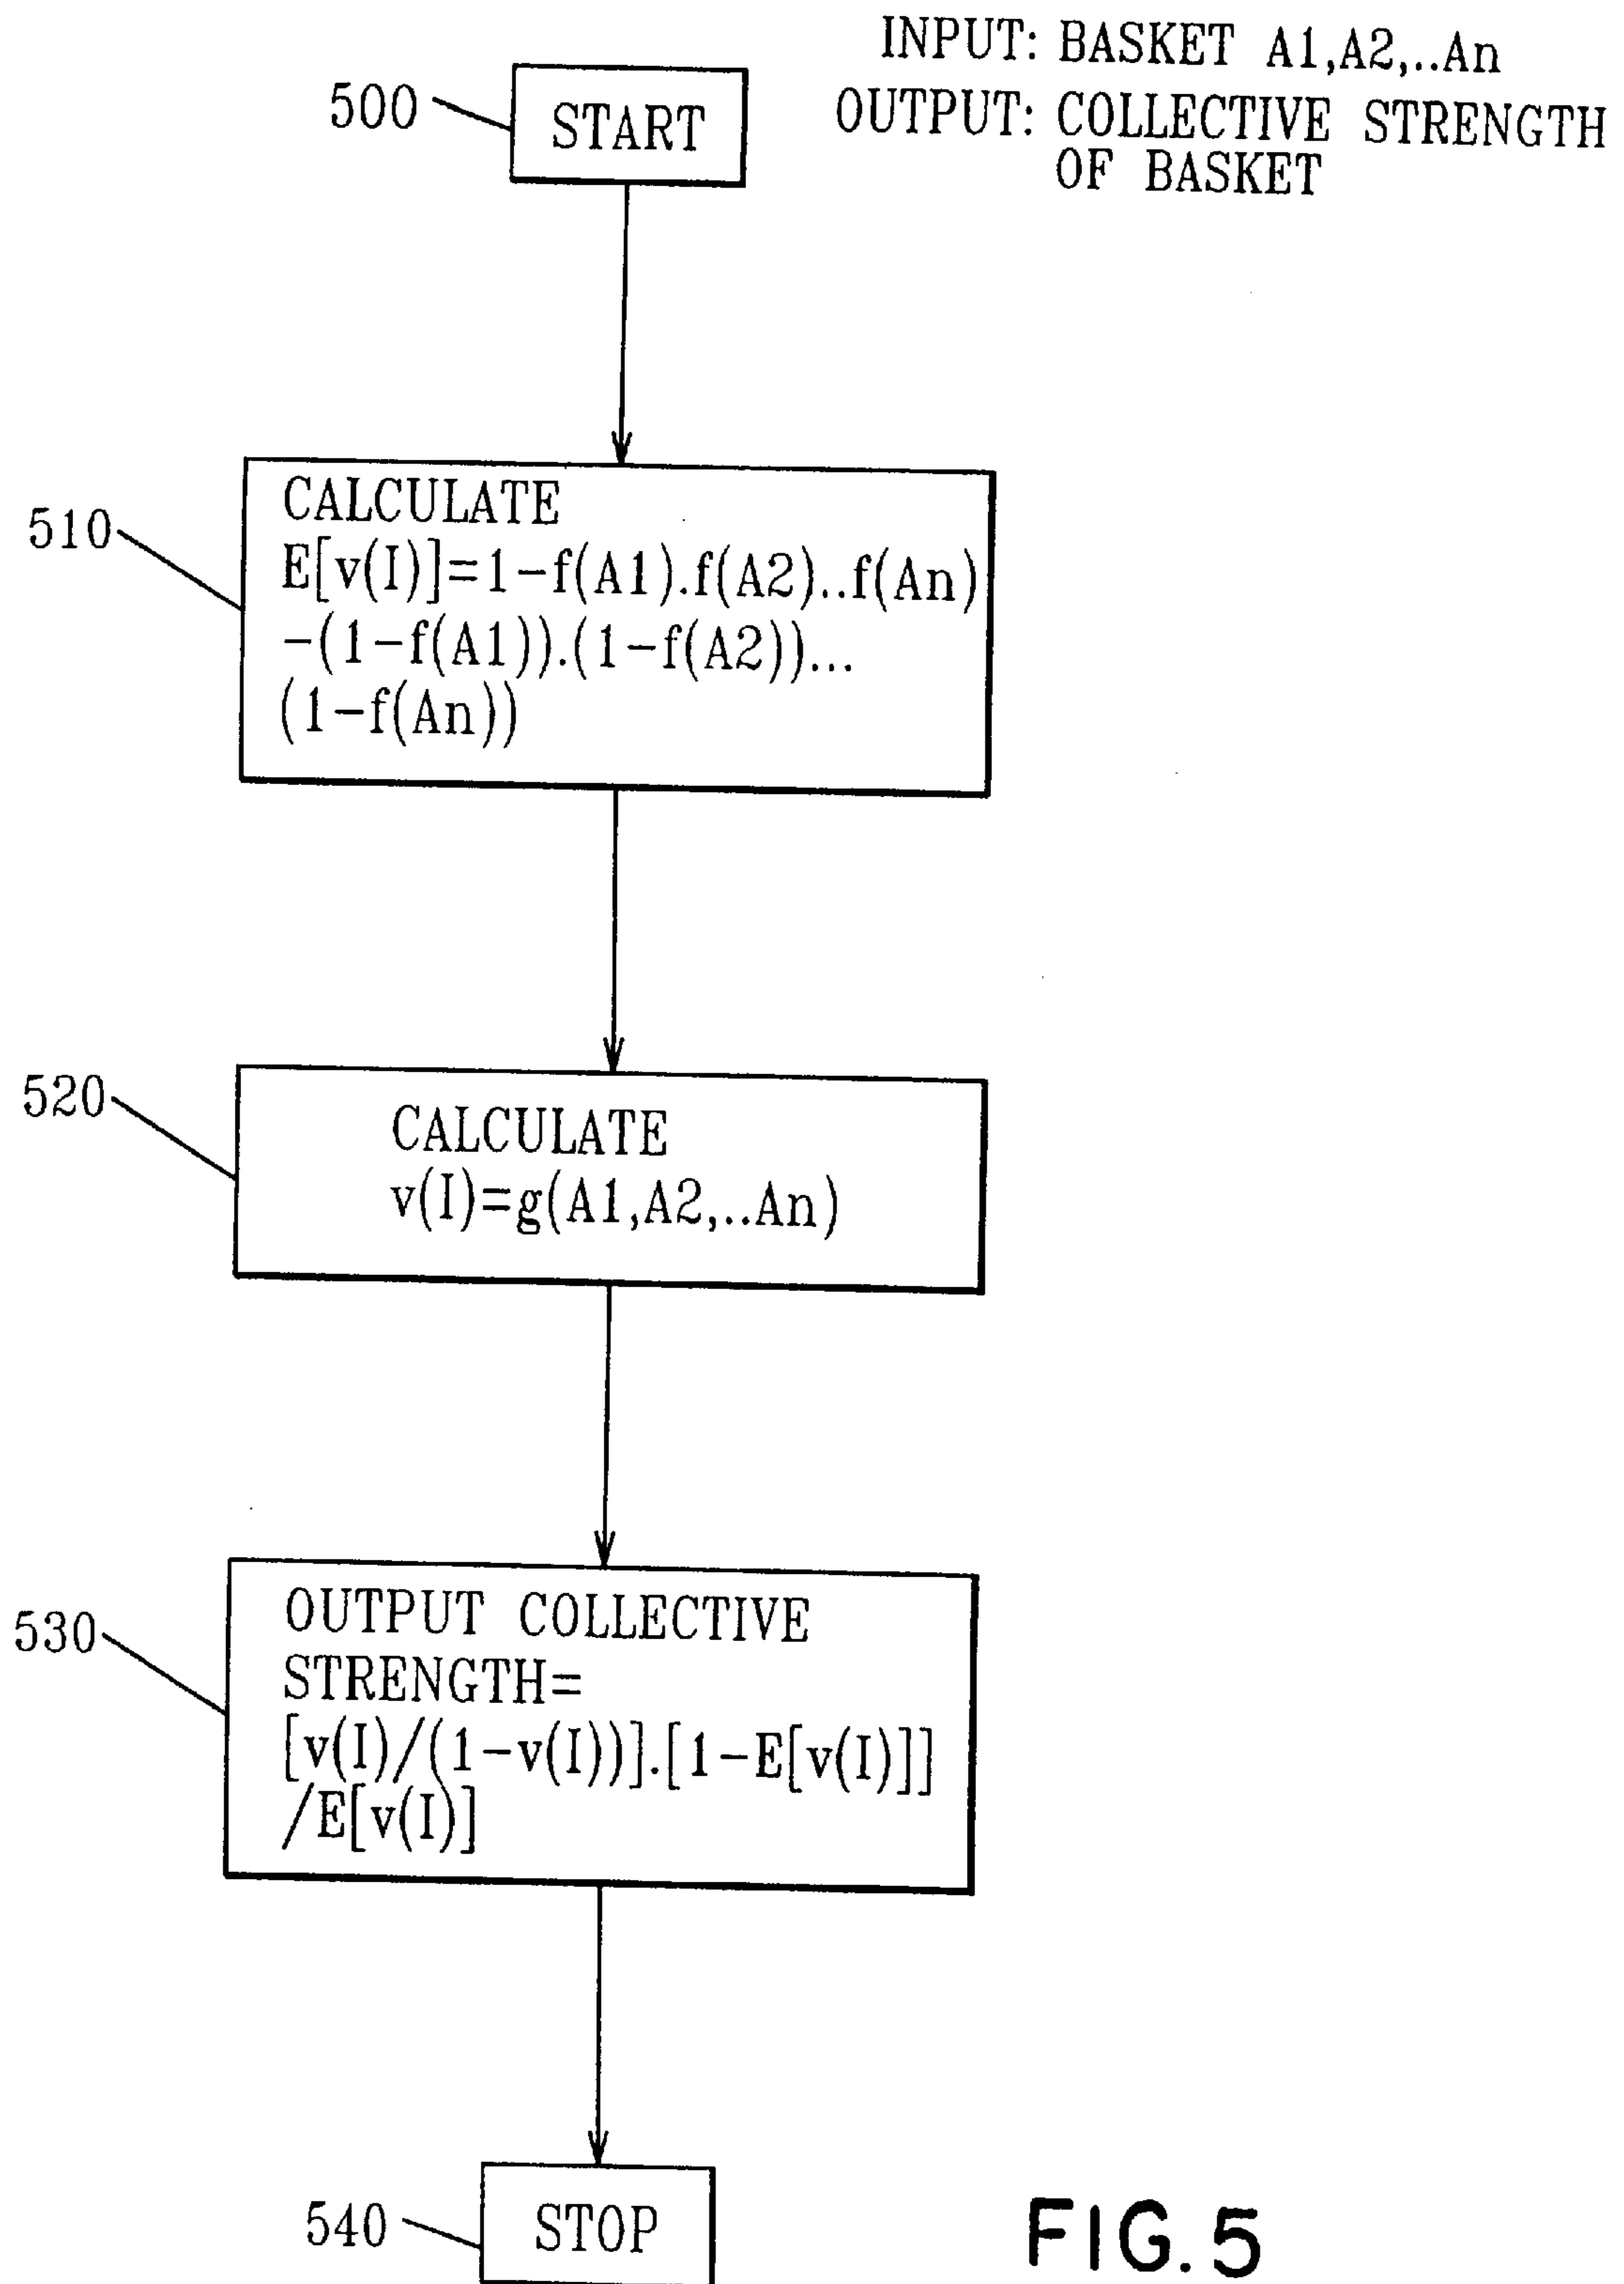 INPUT: BASKET A1,A2,..An
OUTPUT: COLLECTIVE STRENGTH
OF BASKET
500
START
510
CALCULATE
E[v(I)]=1-f(A1).f(A2)..f(An)
-(1-f(A1)).(1-f(A2))...
(1-f(An))
520
CALCULATE
v(I)=g(A1,A2,..An)
530
OUTPUT COLLECTIVE
STRENGTH=
[v(I)/(1-v(I))].[1-E[v(I)]]
/E[v(I)]
540
STOP
FIG.5